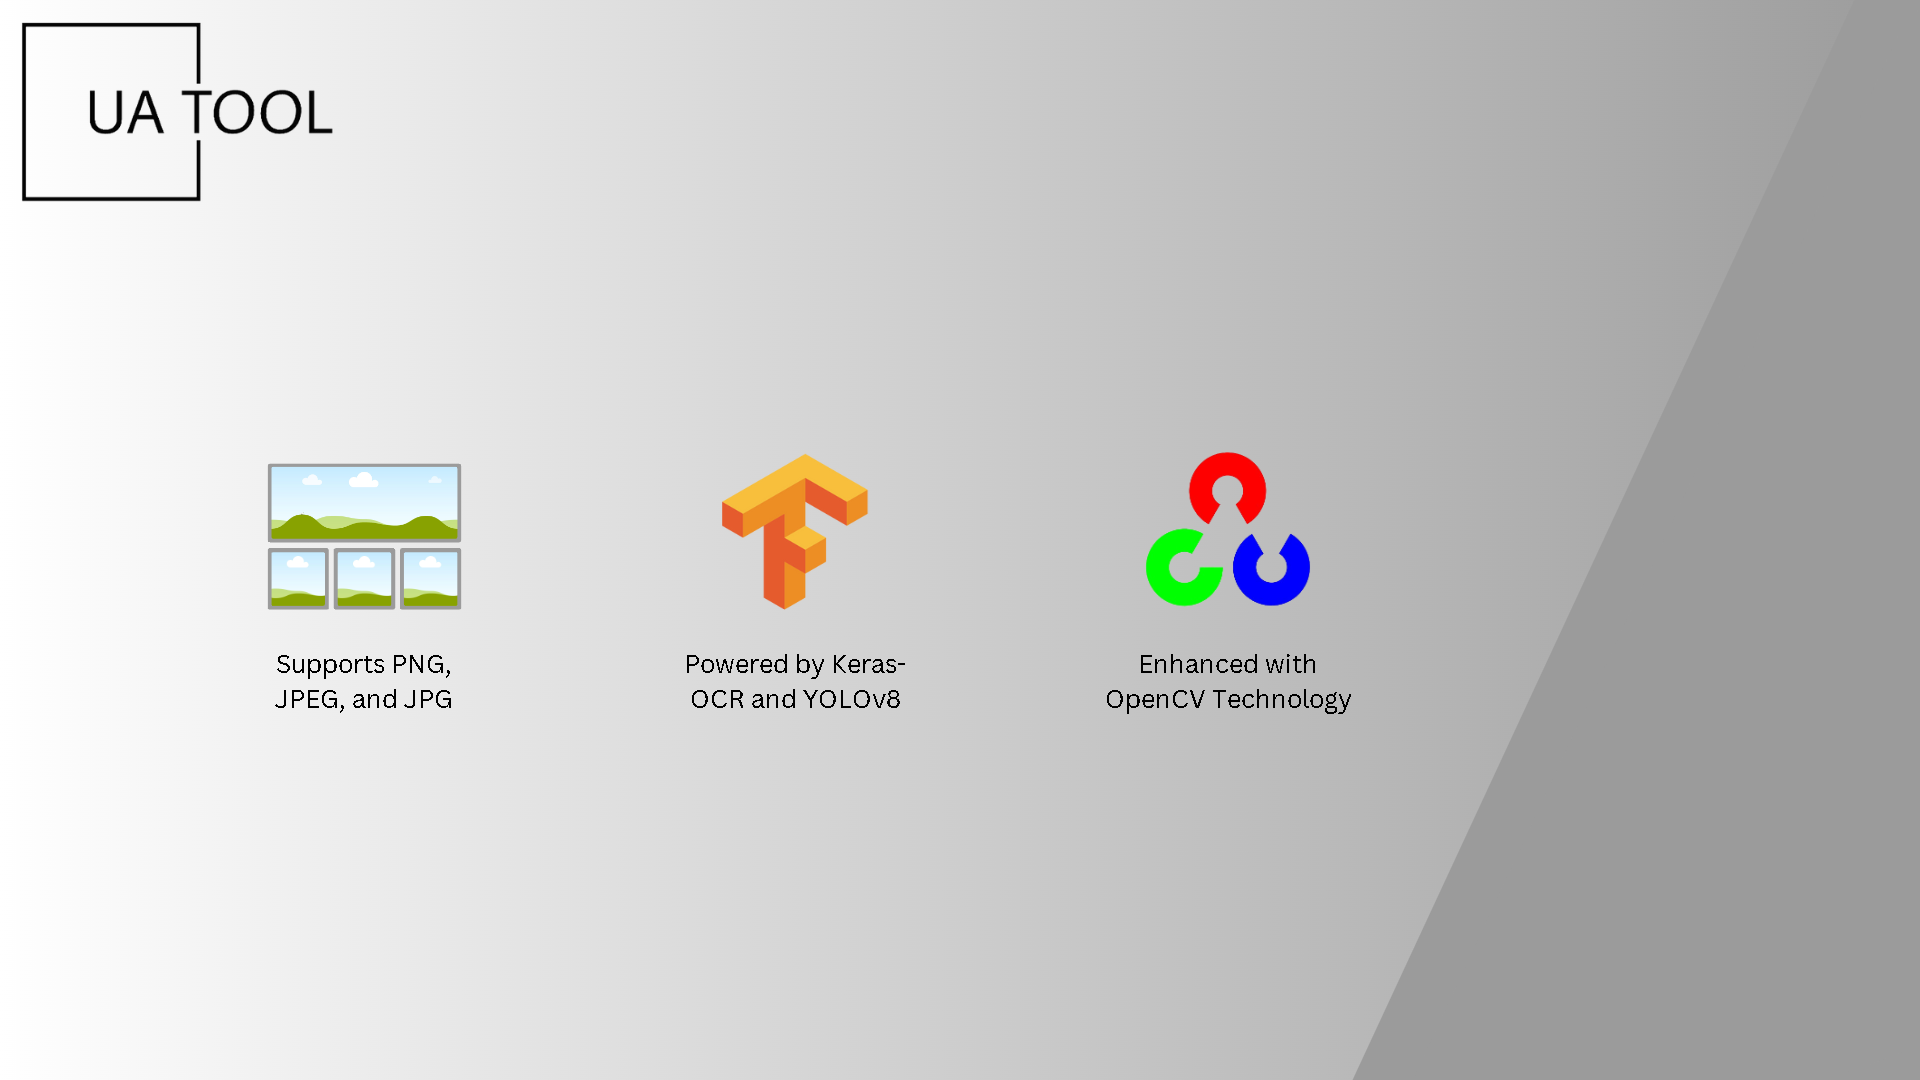 UA TOOL
Supports PNG,
JPEG, and JPG
Powered by Keras-
OCR and YOLOv8
Enhanced with
OpenCV Technology